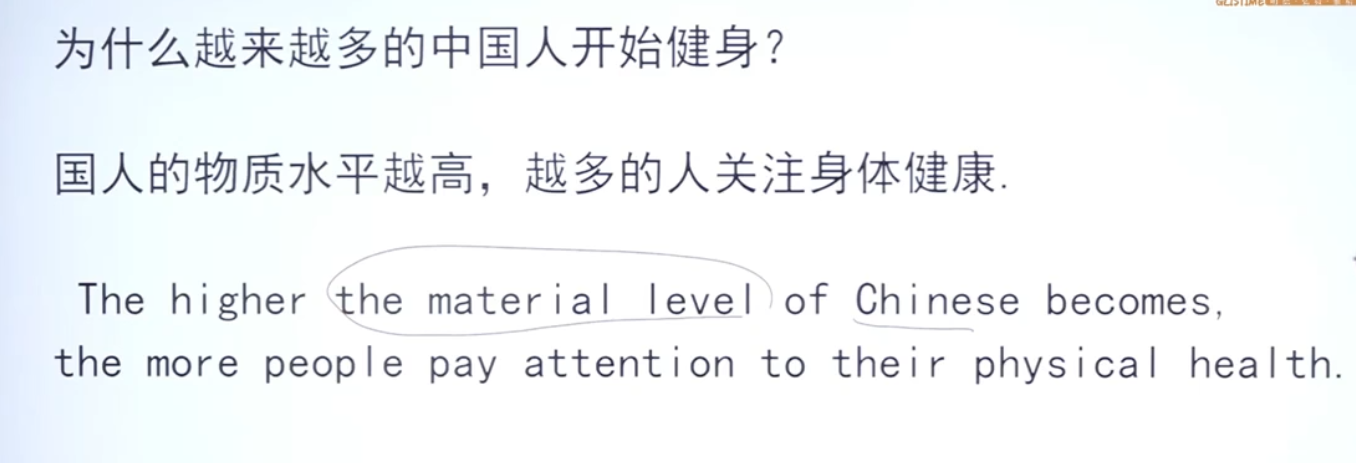 为什么越来越多的中国人开始健身？
国人的物质水平越高，越多的人关注身体健康.
The higher the material level of Chinese becomes,
the more people pay attention to their physical health.